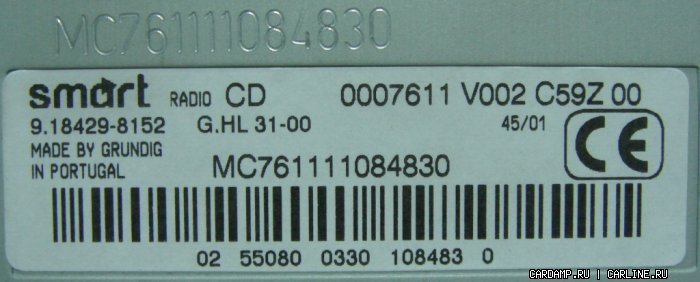 MC761111084830
smart RADIO CD 0007611 V002 C59Z 00
9.18429-8152 G.HL 31-00 45/01
MADE BY GRUNDIG
IN PORTUGAL
CE
MC761111084830
02 55080 0330 108483 0
CARDAMP.RU | CARLINE.RU